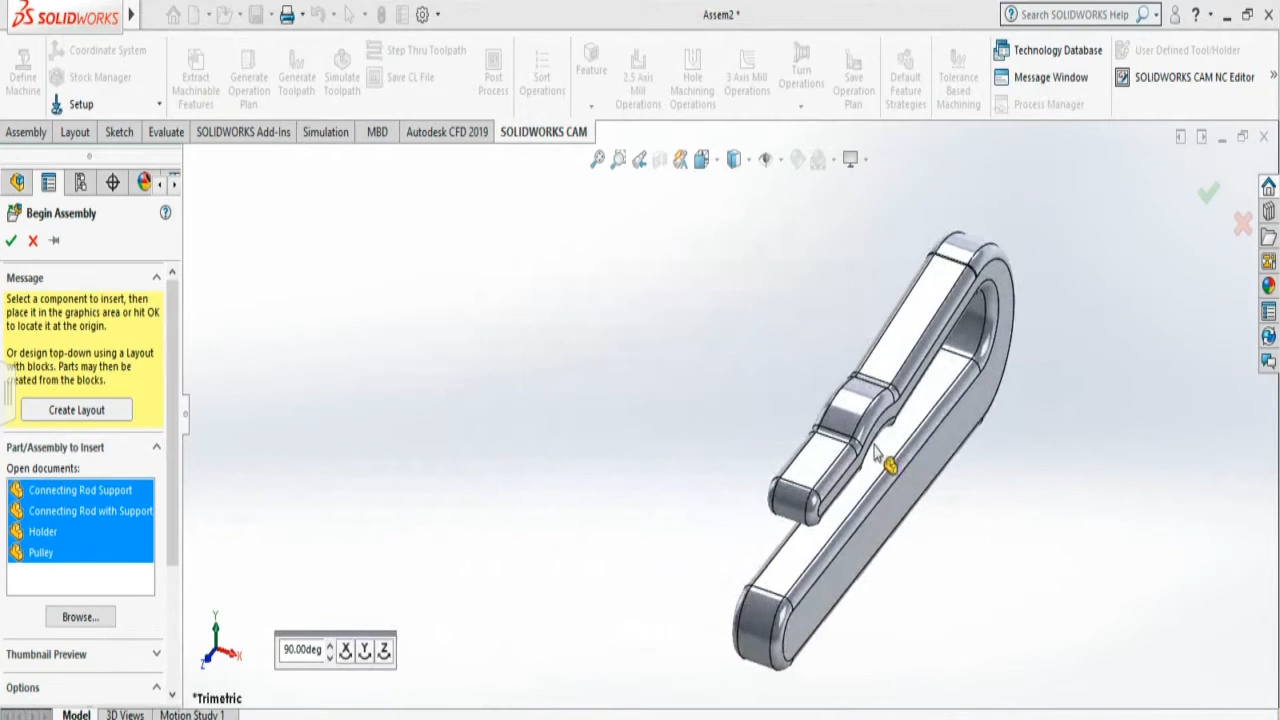 SOLIDWORKS
Assem2 *
Search SOLIDWORKS Help
?
Define Machine
Coordinate System
Stock Manager
Setup
Extract Machinable Features
Generate Operation Plan
Generate Toolpath
Simulate Toolpath
Step Thru Toolpath
Save CL File
Post Process
Sort Operations
Feature
2.5 Axis Mill Operations
Hole Machining Operations
3 Axis Mill Operations
Turn Operations
Save Operation Plan
Default Feature Strategies
Tolerance Based Machining
Technology Database
Message Window
Process Manager
User Defined Tool/Holder
SOLIDWORKS CAM NC Editor
Assembly
Layout
Sketch
Evaluate
SOLIDWORKS Add-Ins
Simulation
MBD
Autodesk CFD 2019
SOLIDWORKS CAM
Begin Assembly
Message
Select a component to insert, then
place it in the graphics area or hit OK
to locate it at the origin.
Or design top-down using a Layout
with blocks. Parts may then be
created from the blocks.
Create Layout
Part/Assembly to Insert
Open documents:
Connecting Rod Support
Connecting Rod with Support
Holder
Pulley
Browse...
Thumbnail Preview
Options
Y
X
Z
90.00deg
X
Y
Z
*Trimetric
Model
3D Views
Motion Study 1